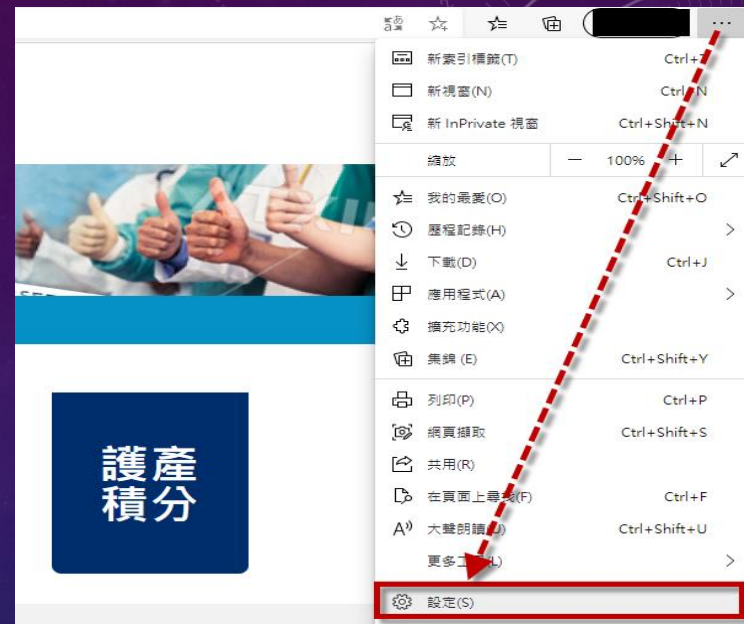 ···
新索引標籤(T) Ctrl+T
新視窗(N) Ctrl+N
新 InPrivate 視窗 Ctrl+Shift+N
縮放 — 100% + 
我的最愛(O) Ctrl+Shift+O
歷程記錄(H) >
下載(D) Ctrl+J
應用程式(A) >
擴充功能(X)
集錦 (E) Ctrl+Shift+Y
列印(P) Ctrl+P
網頁擷取 Ctrl+Shift+S
共用(R)
在頁面上尋找(F) Ctrl+F
大聲朗讀(U) Ctrl+Shift+U
更多工具(L) >
設定(S)
護產
積分